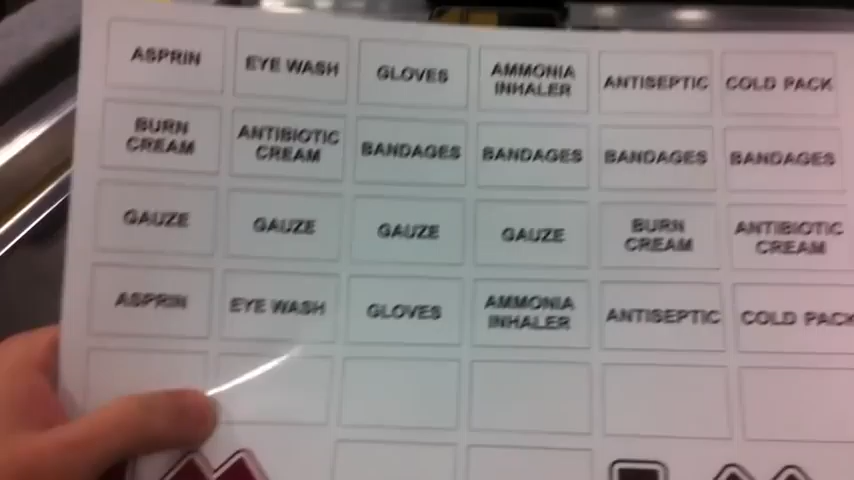 ASPRIN
EYE WASH
GLOVES
AMMONIA
INHALER
ANTISEPTIC
COLD PACK
BURN
CREAM
ANTIBIOTIC
CREAM
BANDAGES
BANDAGES
BANDAGES
BANDAGES
GAUZE
GAUZE
GAUZE
GAUZE
BURN
CREAM
ANTIBIOTIC
CREAM
ASPRIN
EYE WASH
GLOVES
AMMONIA
INHALER
ANTISEPTIC
COLD PACK